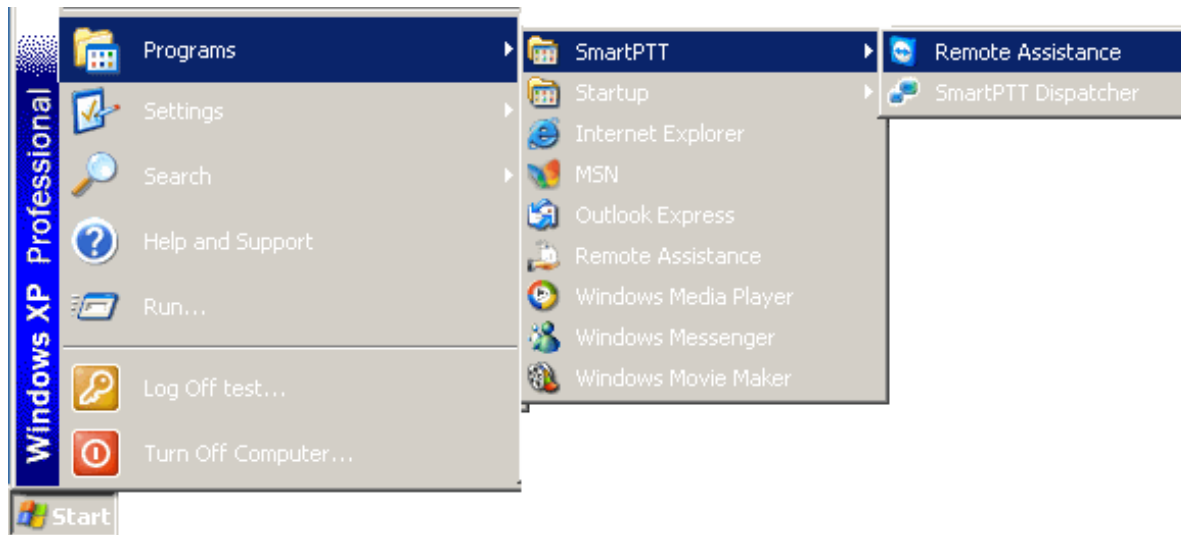 Windows XP Professional
Programs
Settings
Search
Help and Support
Run...
Log Off test...
Turn Off Computer...
Start
SmartPTT
Startup
Internet Explorer
MSN
Outlook Express
Remote Assistance
Windows Media Player
Windows Messenger
Windows Movie Maker
Remote Assistance
SmartPTT Dispatcher